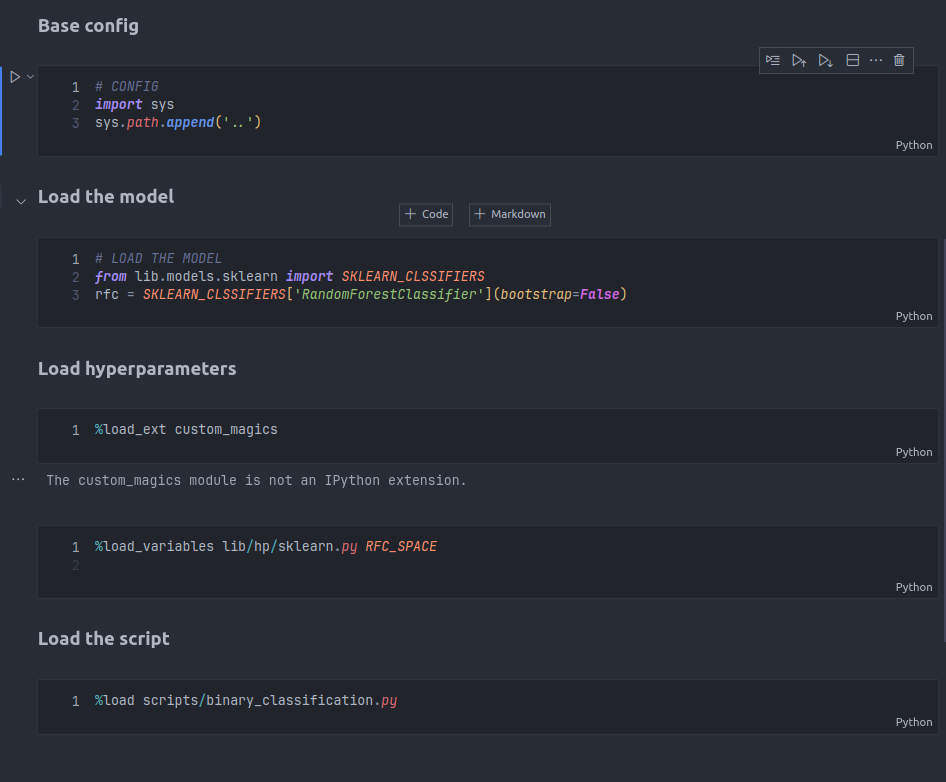 Base config
1 # CONFIG
2 import sys
3 sys.path.append('..')
Python
Load the model
+ Code + Markdown
1 # LOAD THE MODEL
2 from lib.models.sklearn import SKLEARN_CLSSIFIERS
3 rfc = SKLEARN_CLSSIFIERS['RandomForestClassifier'](bootstrap=False)
Python
Load hyperparameters
1 %load_ext custom_magics
Python
... The custom_magics module is not an IPython extension.
1 %load_variables lib/hp/sklearn.py RFC_SPACE
2
Python
Load the script
1 %load scripts/binary_classification.py
Python